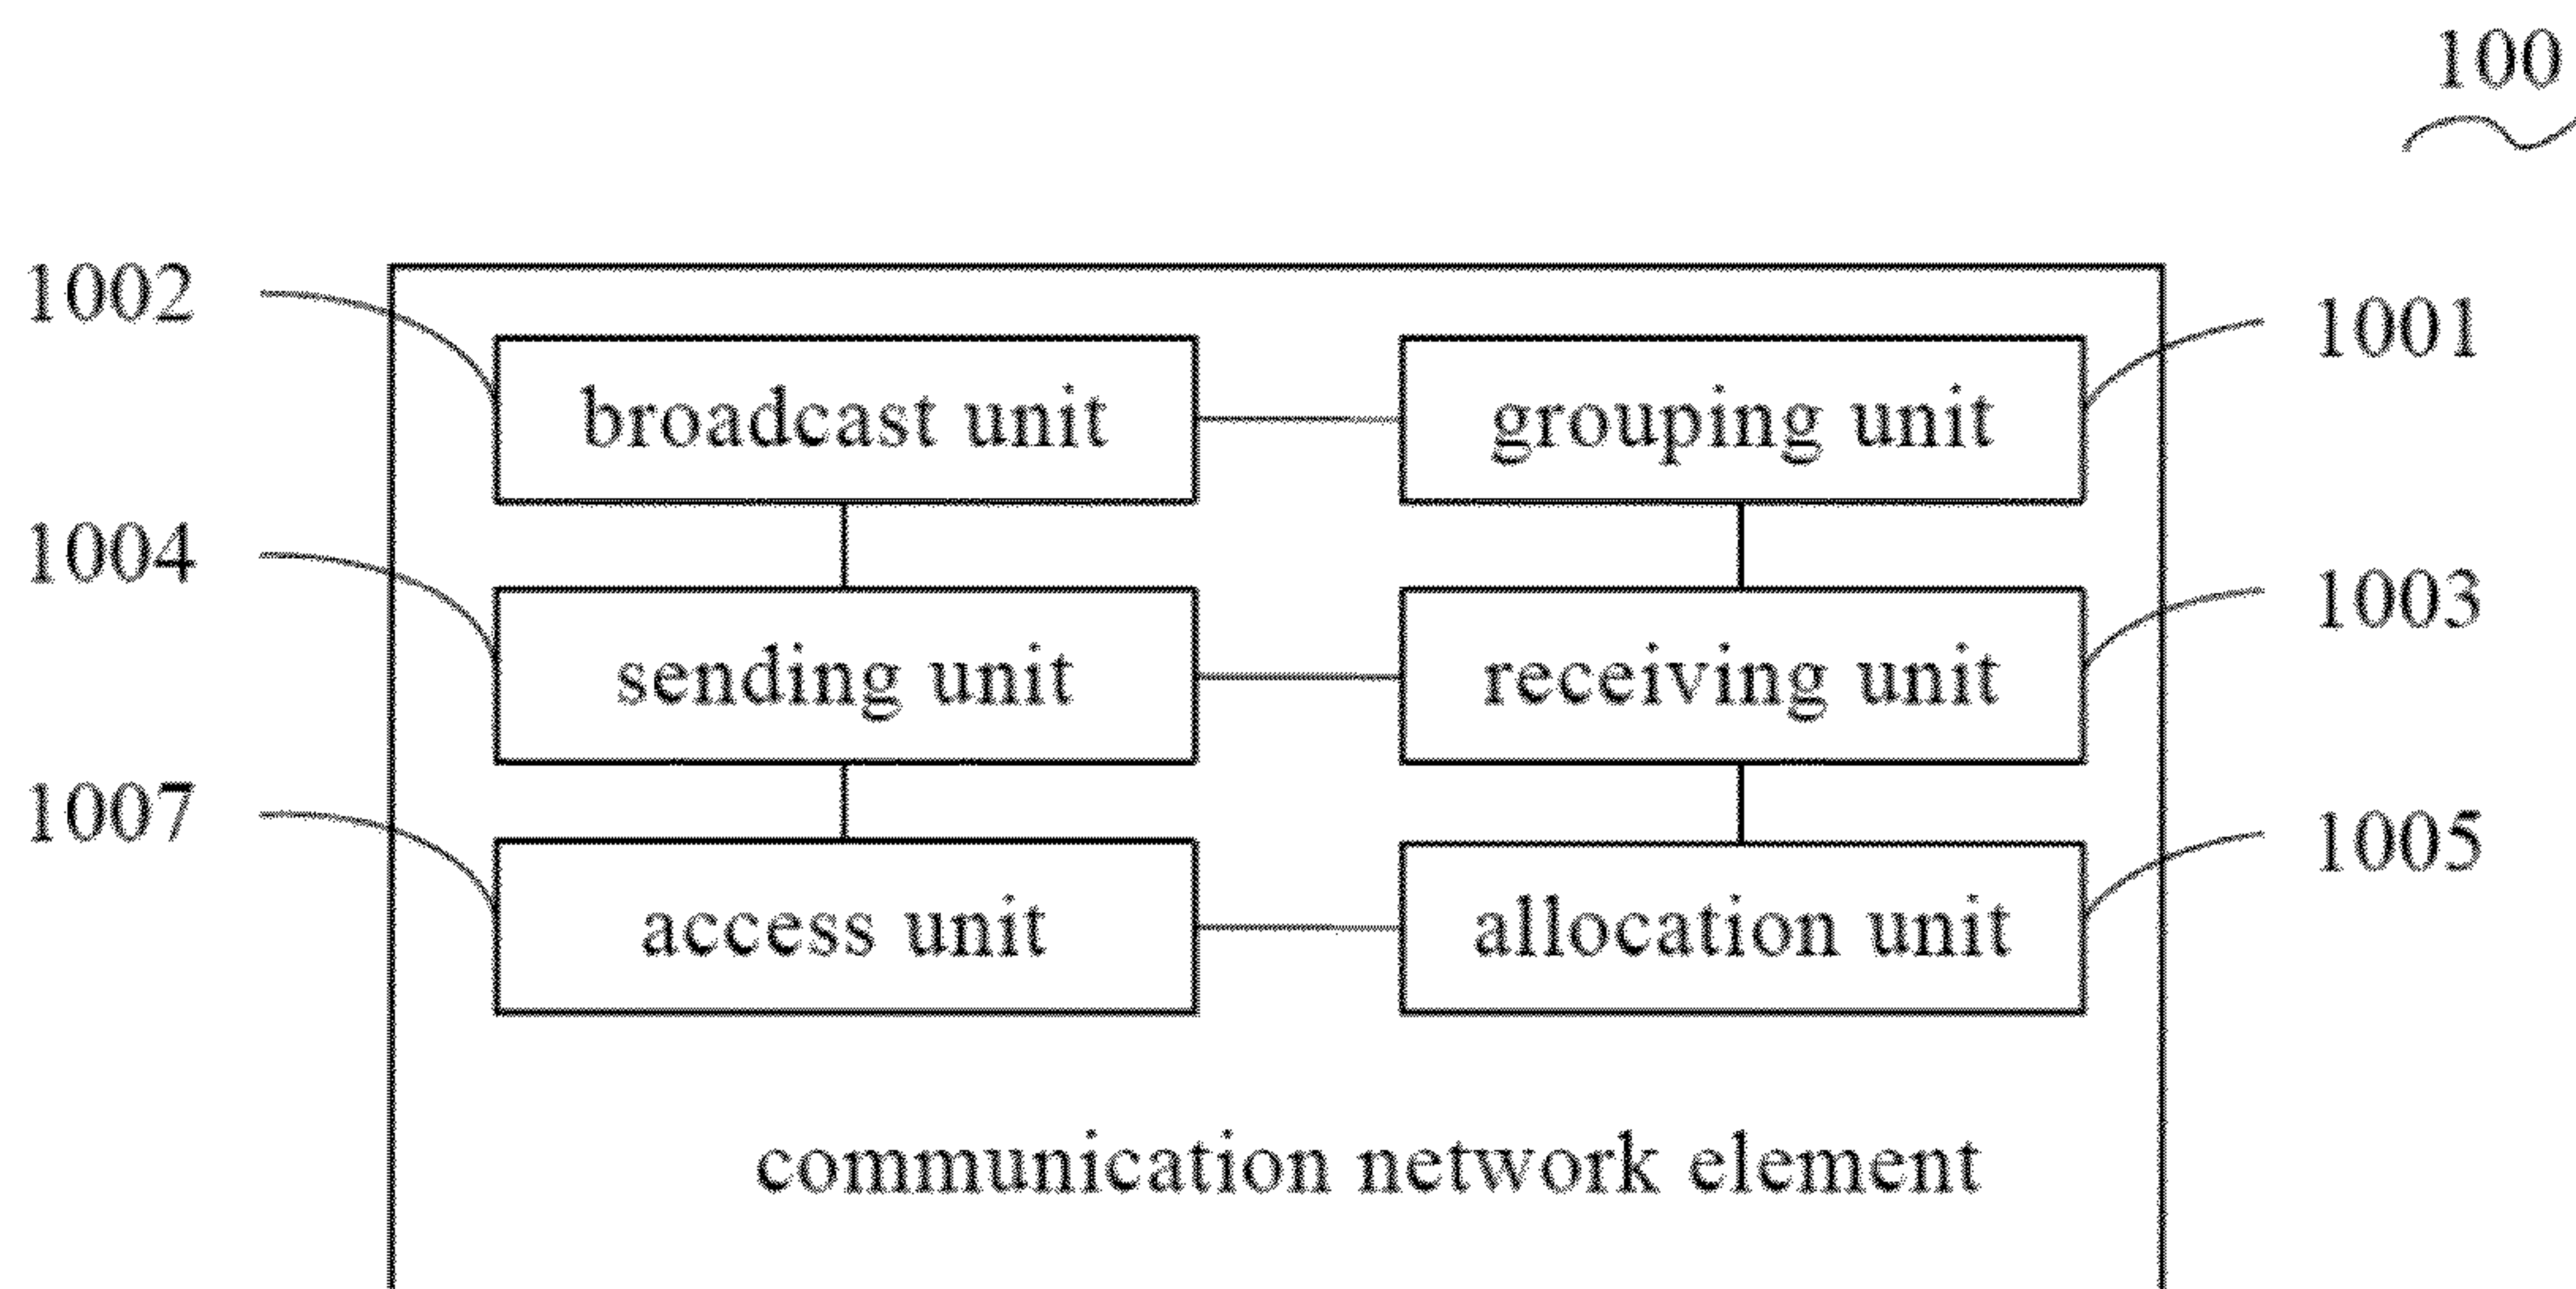 100
1002
broadcast unit
grouping unit
1001
1004
sending unit
receiving unit
1003
1007
access unit
allocation unit
1005
communication network element